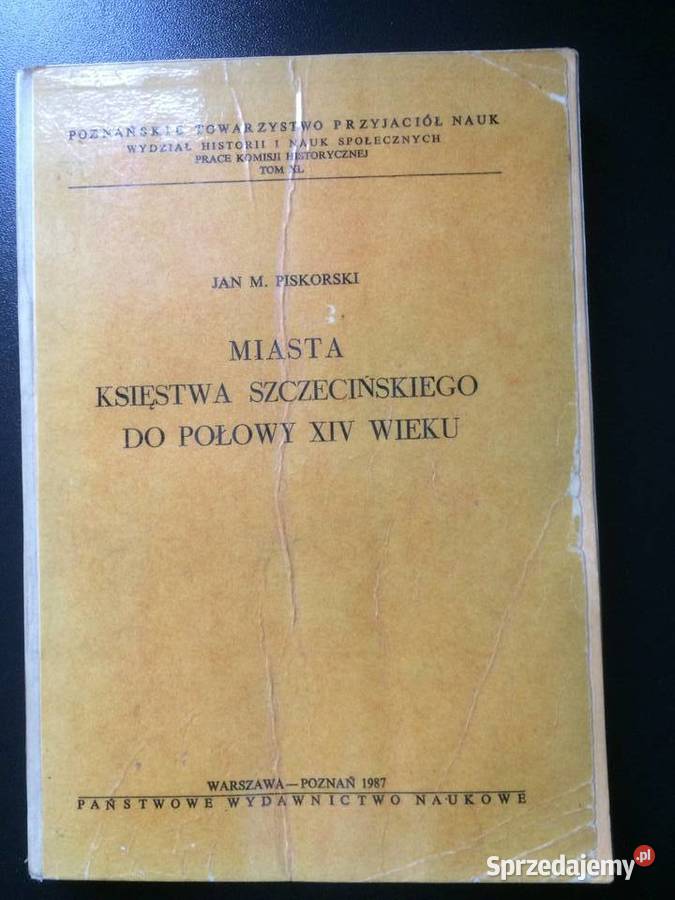 POZNAŃSKIE TOWARZYSTWO PRZYJACIÓŁ NAUK
WYDZIAŁ HISTORII I NAUK SPOŁECZNYCH
PRACE KOMISJI HISTORYCZNEJ
TOM XL
JAN M. PISKORSKI
MIASTA
KSIĘSTWA SZCZECIŃSKIEGO
DO POŁOWY XIV WIEKU
WARSZAWA—POZNAŃ 1987
PAŃSTWOWE WYDAWNICTWO NAUKOWE
Sprzedajemy.pl